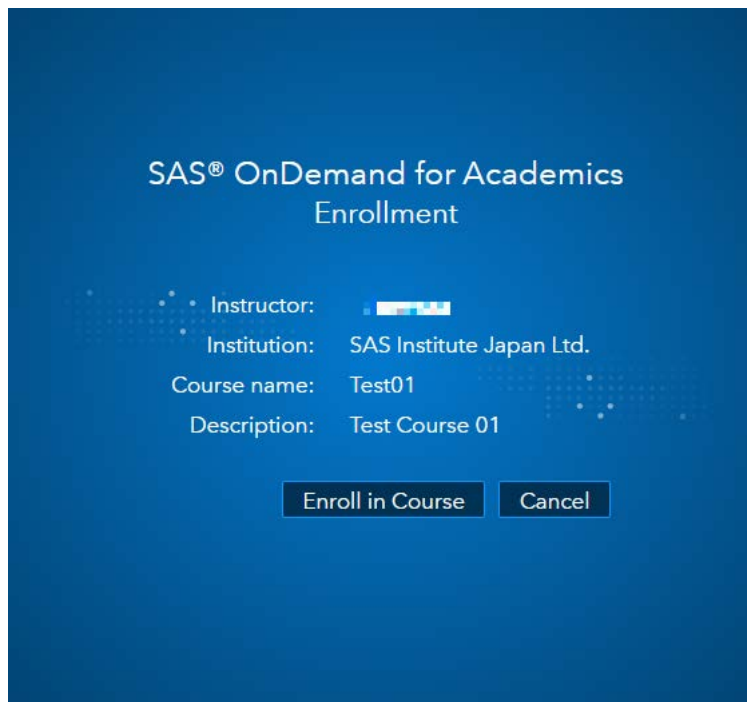 SAS® OnDemand for Academics
Enrollment
Instructor:
Institution: SAS Institute Japan Ltd.
Course name: Test01
Description: Test Course 01
Enroll in Course Cancel